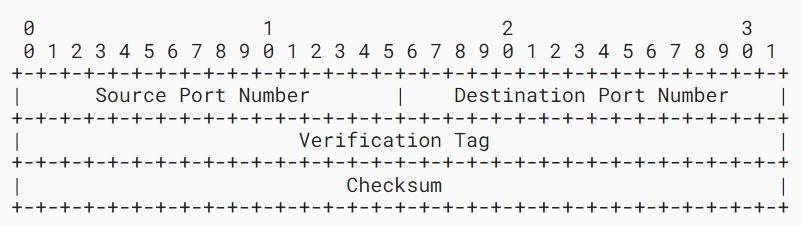 0                   1                   2                   3
 0 1 2 3 4 5 6 7 8 9 0 1 2 3 4 5 6 7 8 9 0 1 2 3 4 5 6 7 8 9 0 1
+-+-+-+-+-+-+-+-+-+-+-+-+-+-+-+-+-+-+-+-+-+-+-+-+-+-+-+-+-+-+-+-+
|      Source Port Number       |    Destination Port Number    |
+-+-+-+-+-+-+-+-+-+-+-+-+-+-+-+-+-+-+-+-+-+-+-+-+-+-+-+-+-+-+-+-+
|                       Verification Tag                        |
+-+-+-+-+-+-+-+-+-+-+-+-+-+-+-+-+-+-+-+-+-+-+-+-+-+-+-+-+-+-+-+-+
|                           Checksum                            |
+-+-+-+-+-+-+-+-+-+-+-+-+-+-+-+-+-+-+-+-+-+-+-+-+-+-+-+-+-+-+-+-+